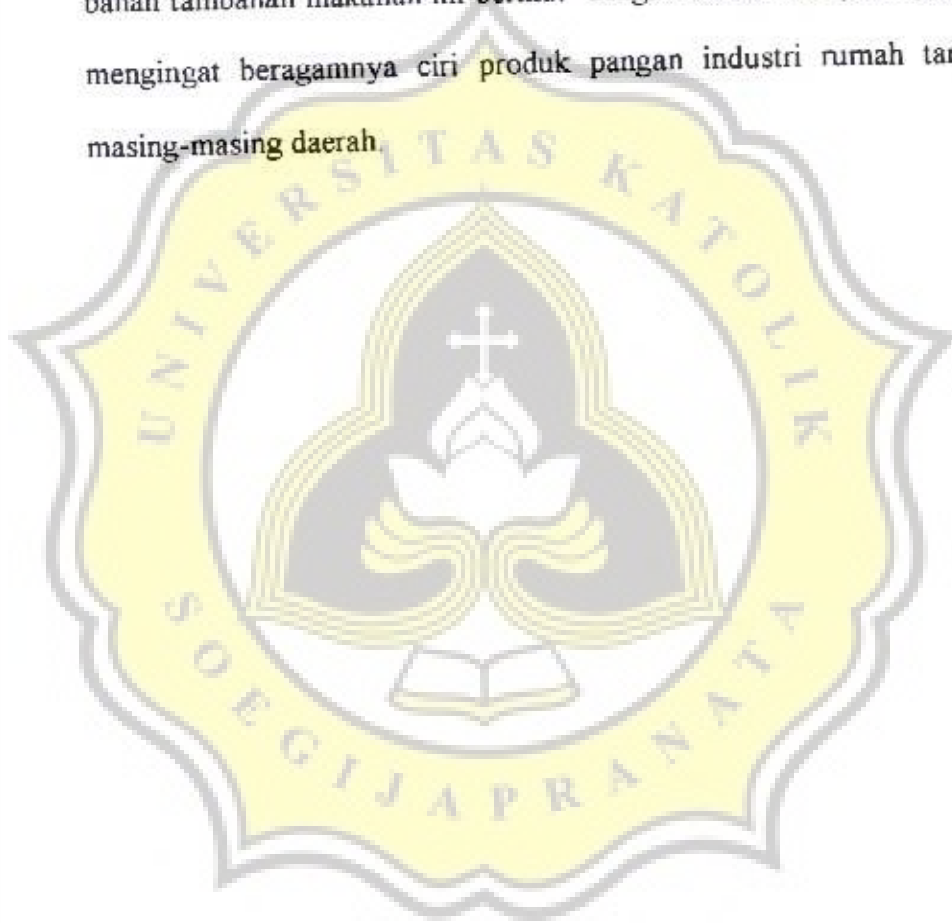 bahan tambahan makanan ini
mengingat beragamnya ciri produk pangan industri rumah
masing-masing daerah.
UNIVERSITAS KATOLIK
SOEGIJAPRANATA